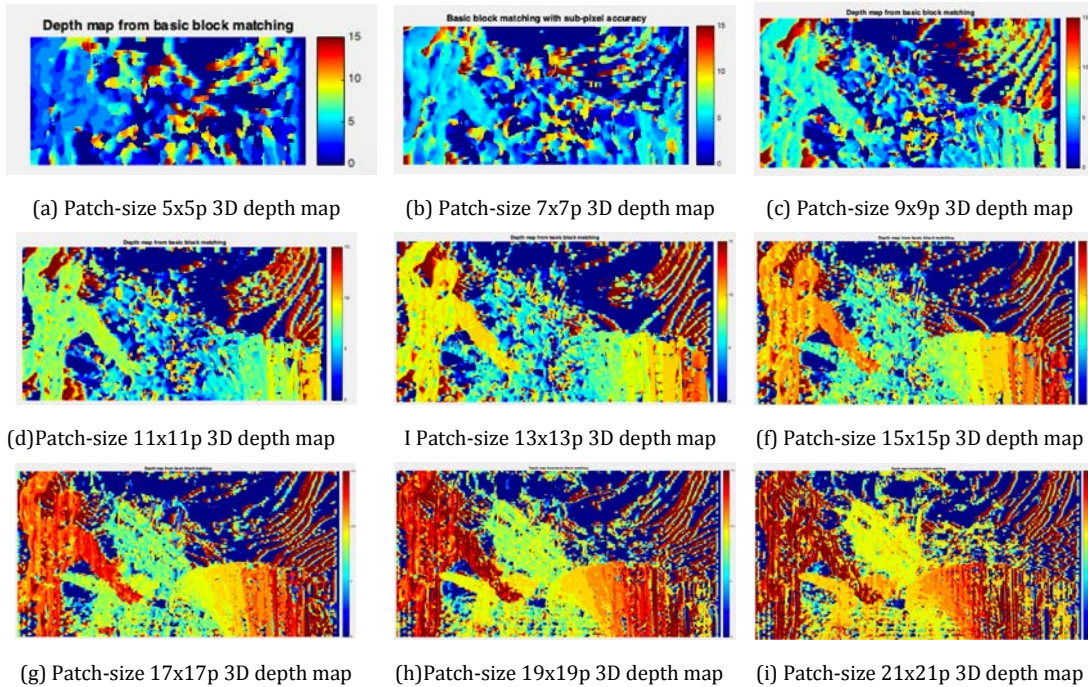 Depth map from basic block matching
15
10
5
0
(a) Patch-size 5x5p 3D depth map
Basic block matching with sub-pixel accuracy
15
10
5
0
(b) Patch-size 7x7p 3D depth map
Depth map from basic block matching
(c) Patch-size 9x9p 3D depth map
Depth map from basic matching
(d)Patch-size 11x11p 3D depth map
Depth map from basic block matching
I Patch-size 13x13p 3D depth map
Depth map from basic block matching
(f) Patch-size 15x15p 3D depth map
Depth map from basic block matching
(g) Patch-size 17x17p 3D depth map
(h)Patch-size 19x19p 3D depth map
(i) Patch-size 21x21p 3D depth map